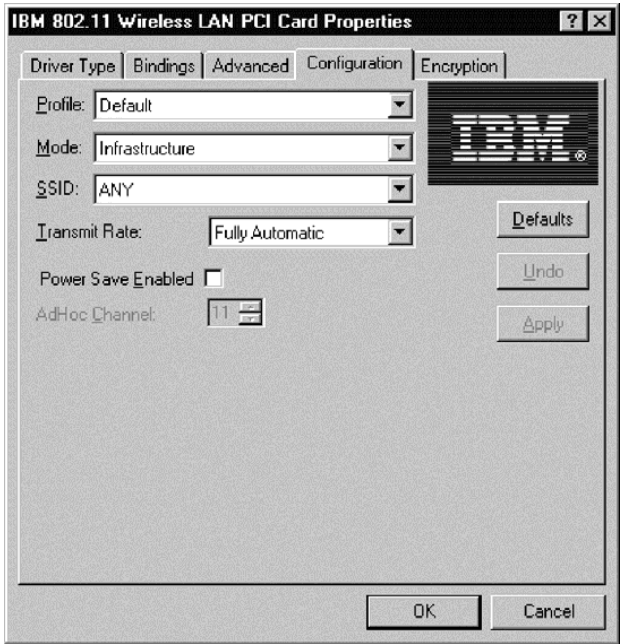 IBM 802.11 Wireless LAN PCI Card Properties
Driver Type Bindings Advanced Configuration Encryption
Profile: Default
IBM®
Mode: Infrastructure
SSID: ANY
Defaults
Transmit Rate: Fully Automatic
Undo
Power Save Enabled
AdHoc Channel: 11
Apply
OK Cancel